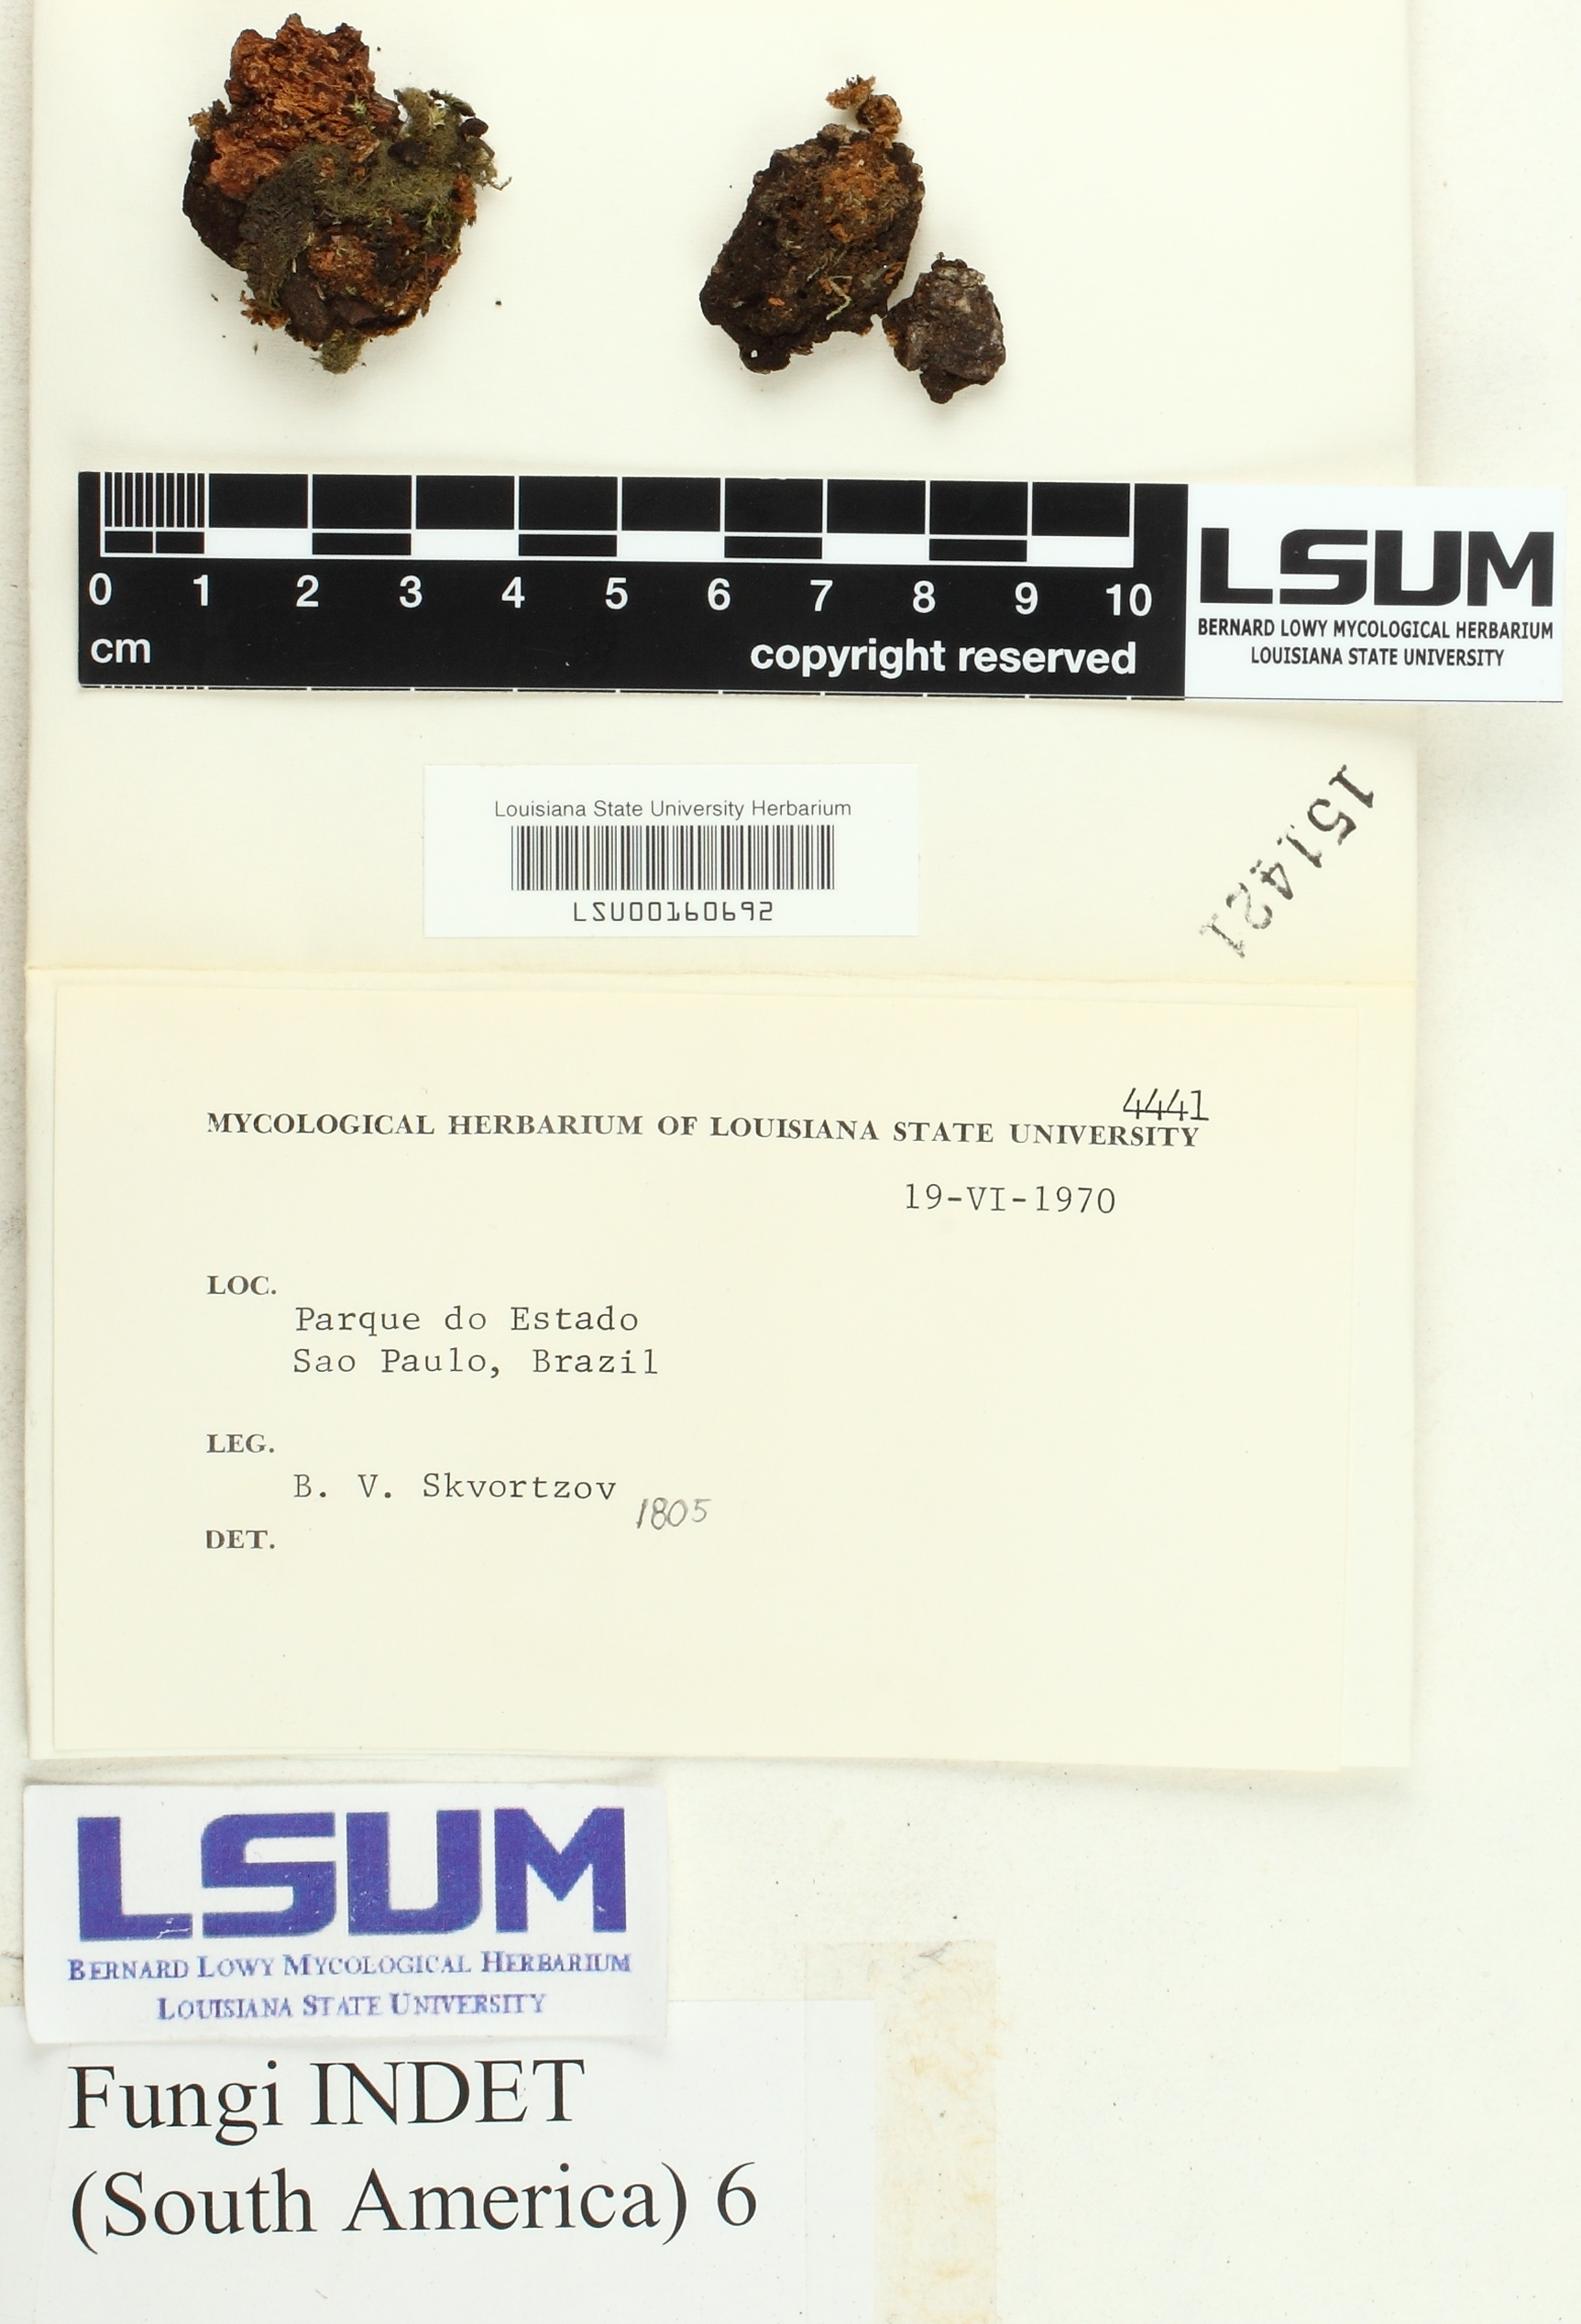 0 1 2 3 4 5 6 7 8 9 10
cm copyright reserved
LSUM
BERNARD LOWY MYCOLOGICAL HERBARIUM
LOUISIANA STATE UNIVERSITY
Louisiana State University Herbarium
LSU00160692
151421
4441
MYCOLOGICAL HERBARIUM OF LOUISIANA STATE UNIVERSITY
19-VI-1970
LOC.
Parque do Estado
Sao Paulo, Brazil
LEG.
B. V. Skvortzov 1805
DET.
LSUM
BERNARD LOWY MYCOLOGICAL HERBARIUM
LOUISIANA STATE UNIVERSITY
Fungi INDET
(South America) 6